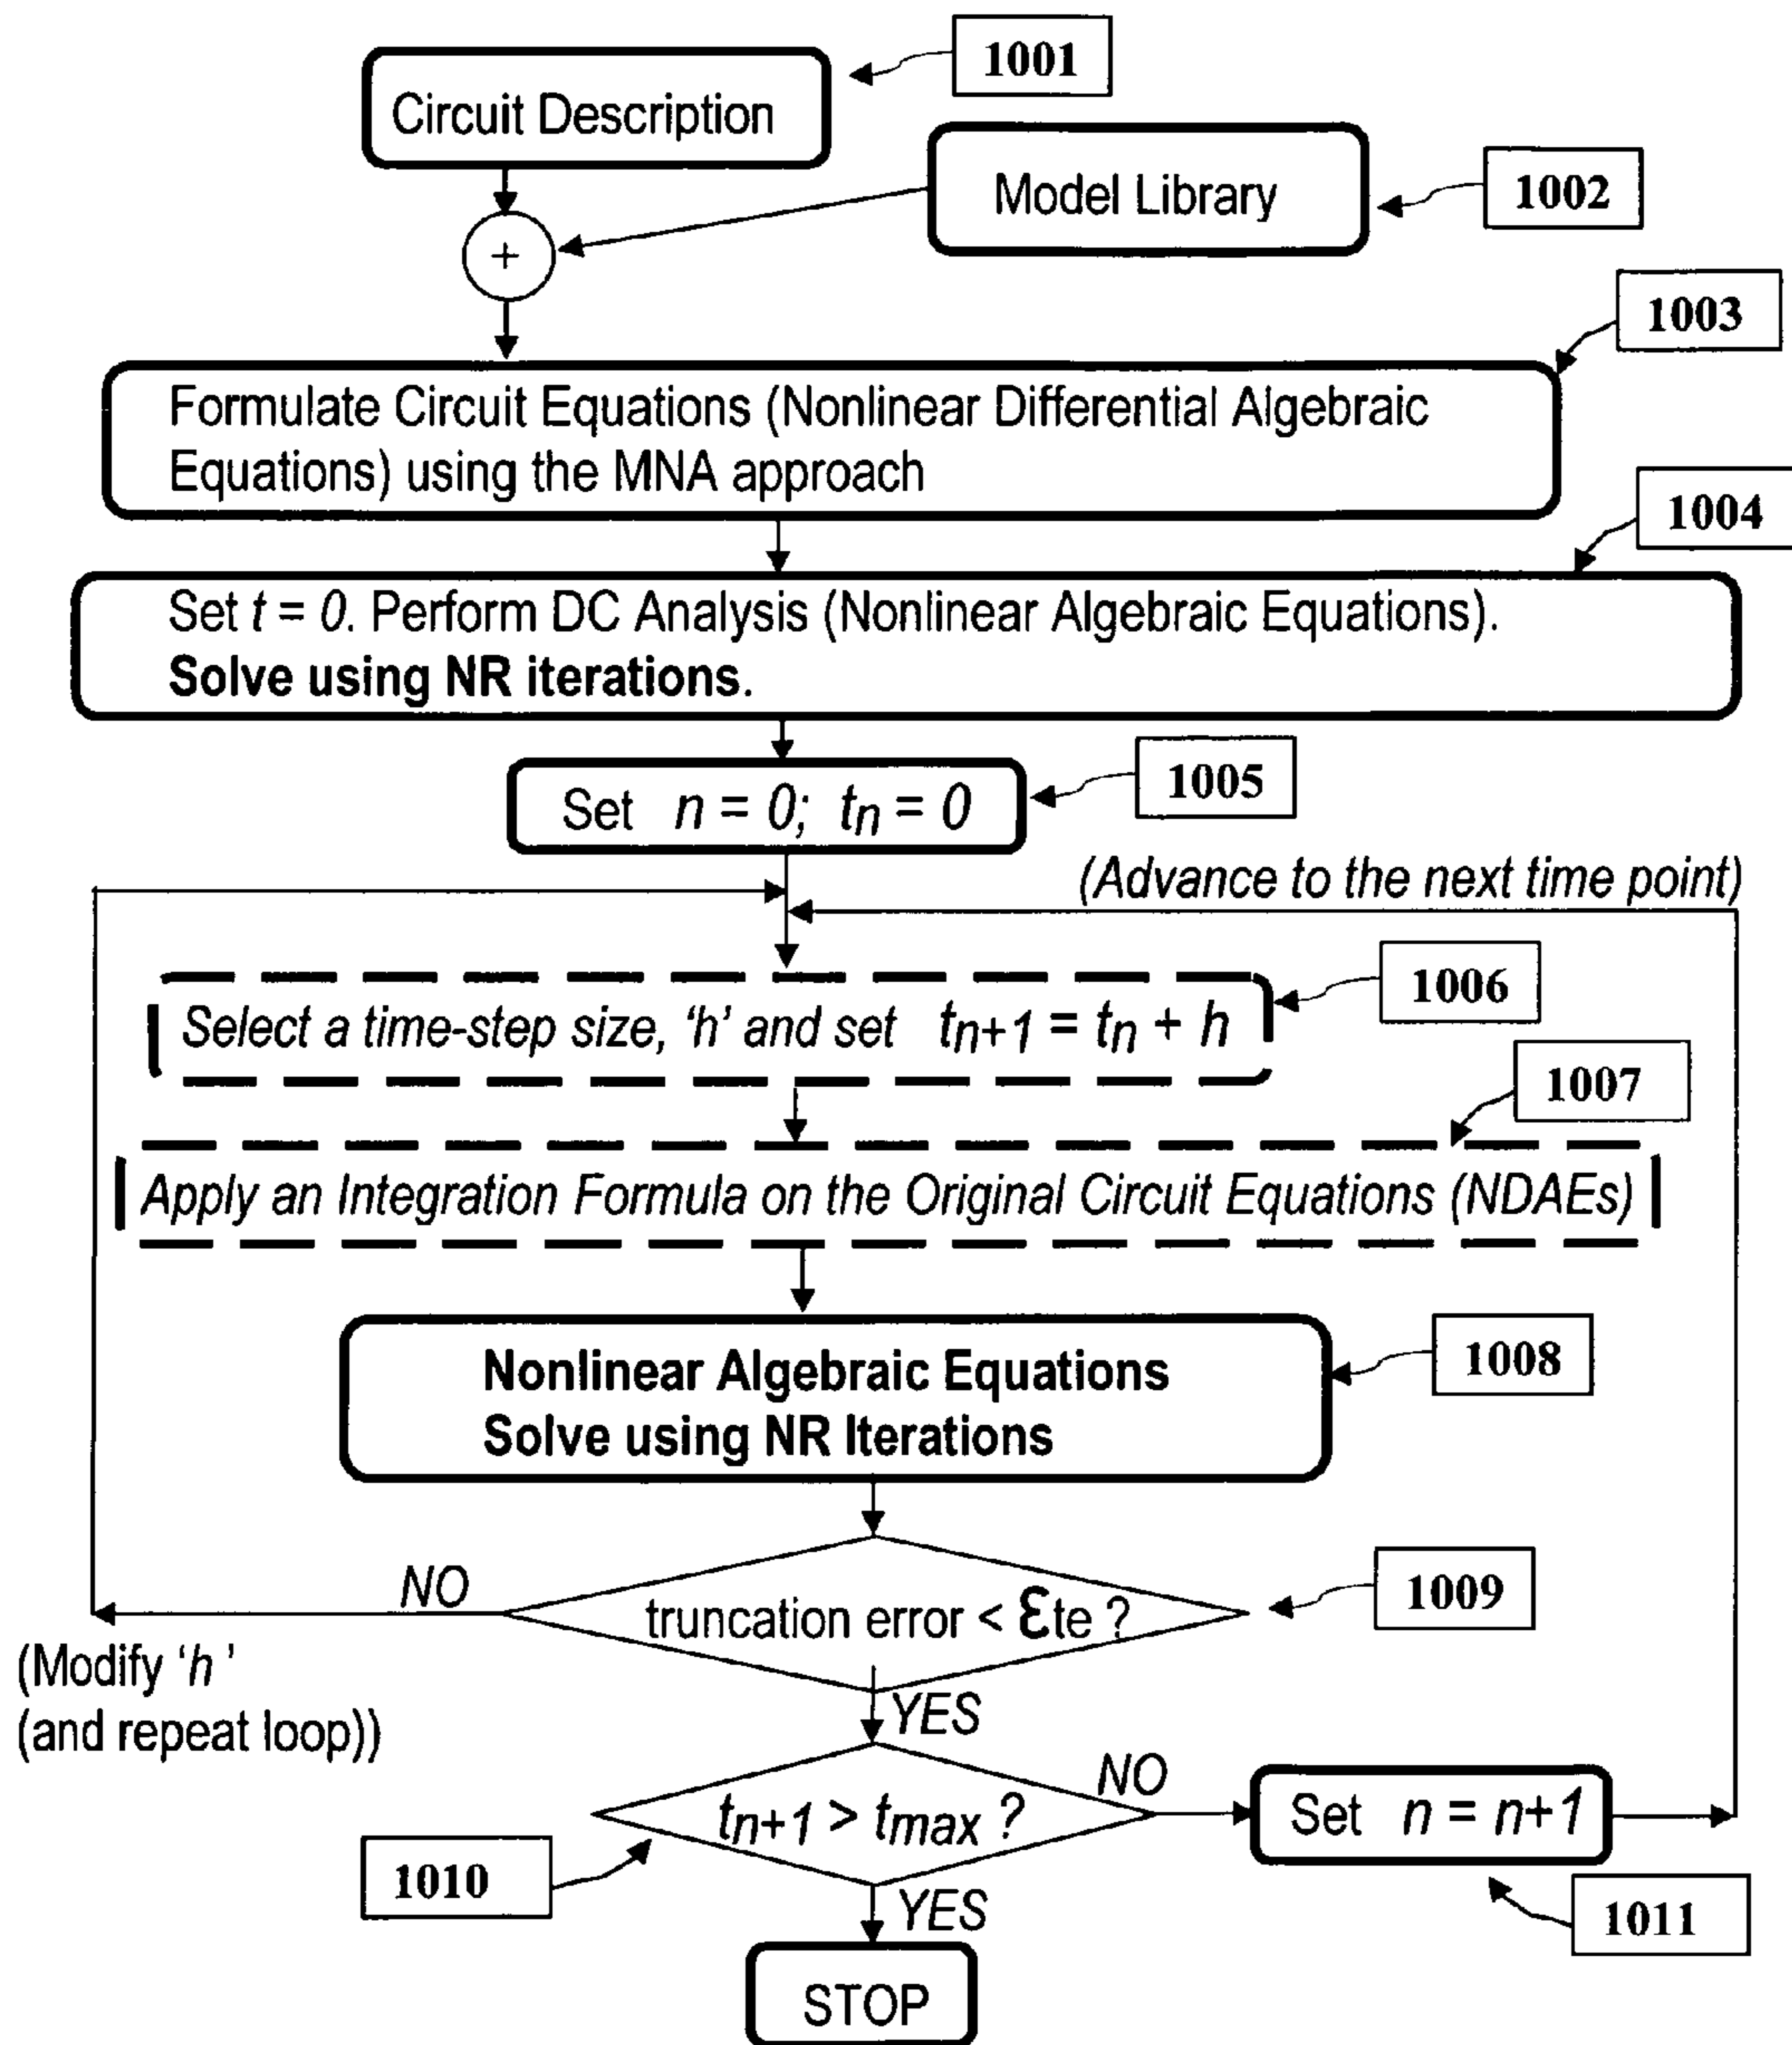 1001
Circuit Description
Model Library
1002
+
1003
Formulate Circuit Equations (Nonlinear Differential Algebraic
Equations) using the MNA approach
1004
Set t = 0. Perform DC Analysis (Nonlinear Algebraic Equations).
Solve using NR iterations.
1005
Set n = 0; tn = 0
(Advance to the next time point)
1006
Select a time-step size, ‘h’ and set tn+1 = tn + h
1007
Apply an Integration Formula on the Original Circuit Equations (NDAEs)
Nonlinear Algebraic Equations
Solve using NR Iterations
1008
NO
truncation error < εte ?
1009
(Modify ‘h’
(and repeat loop))
YES
NO
tn+1 > tmax ?
Set n = n+1
1010
YES
1011
STOP